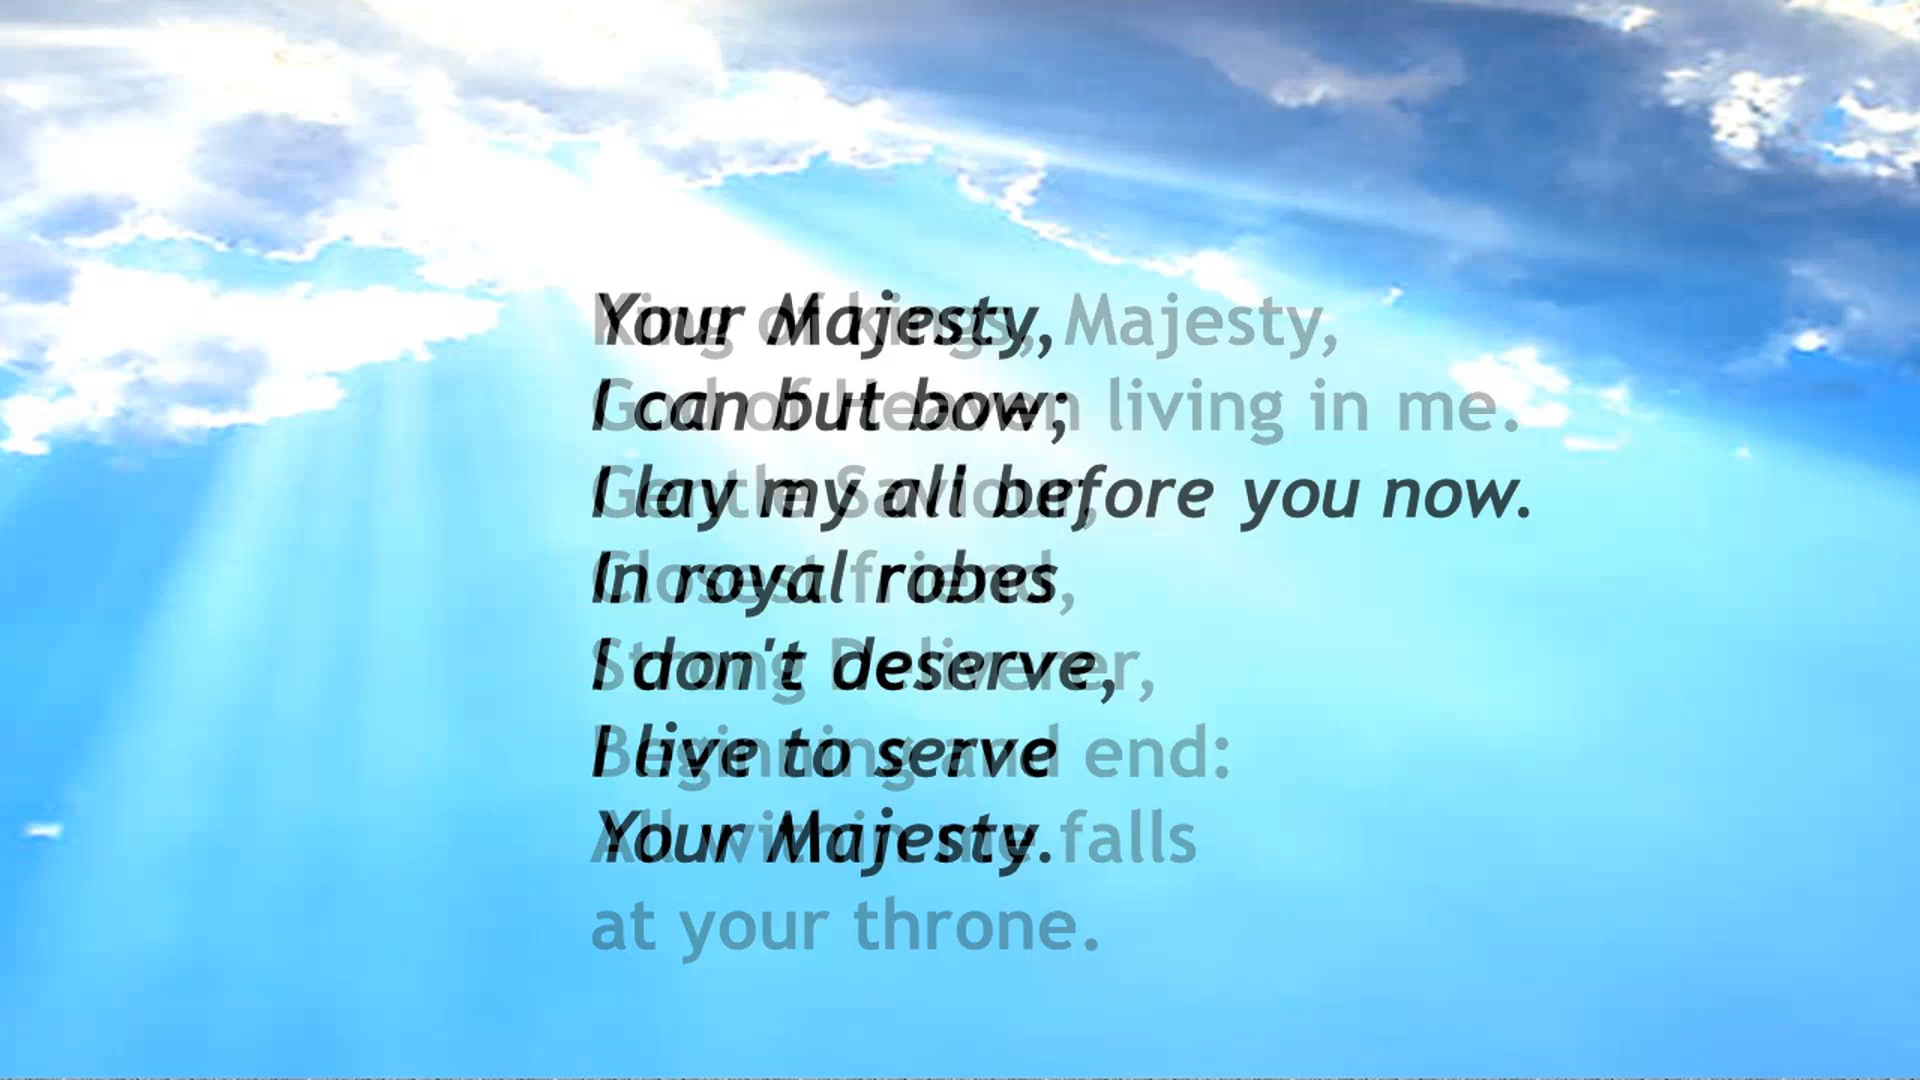 Your Majesty,
I can but bow;
I lay my all before you now.
In royal robes
I don't deserve,
I live to serve
Your Majesty.
King of kings, Majesty,
God of Heaven living in me.
Gentle Saviour,
Closest friend,
Strong Deliverer,
Beginning and end:
All within me falls
at your throne.